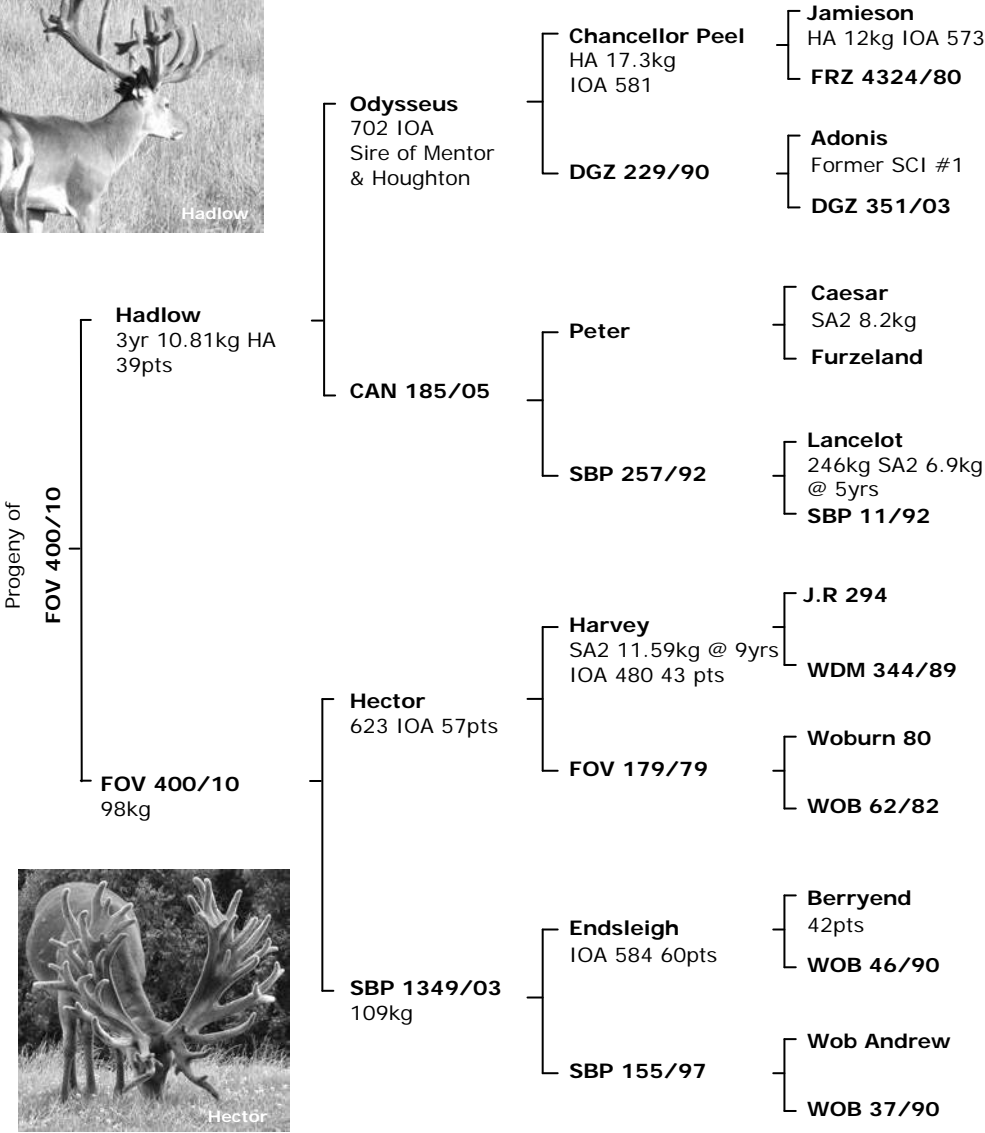 Hadlow
Progeny of
FOV 400/10
Hadlow
3yr 10.81kg HA
39pts
Odysseus
702 IOA
Sire of Mentor
& Houghton
Chancellor Peel
HA 17.3kg
IOA 581
Jamieson
HA 12kg IOA 573
FRZ 4324/80
DGZ 229/90
Adonis
Former SCI #1
DGZ 351/03
CAN 185/05
Peter
Caesar
SA2 8.2kg
Furzeland
SBP 257/92
Lancelot
246kg SA2 6.9kg
@ 5yrs
SBP 11/92
FOV 400/10
98kg
Hector
623 IOA 57pts
Harvey
SA2 11.59kg @ 9yrs
IOA 480 43 pts
J.R 294
WDM 344/89
FOV 179/79
Woburn 80
WOB 62/82
SBP 1349/03
109kg
Endsleigh
IOA 584 60pts
Berryend
42pts
WOB 46/90
SBP 155/97
Wob Andrew
WOB 37/90
Hector